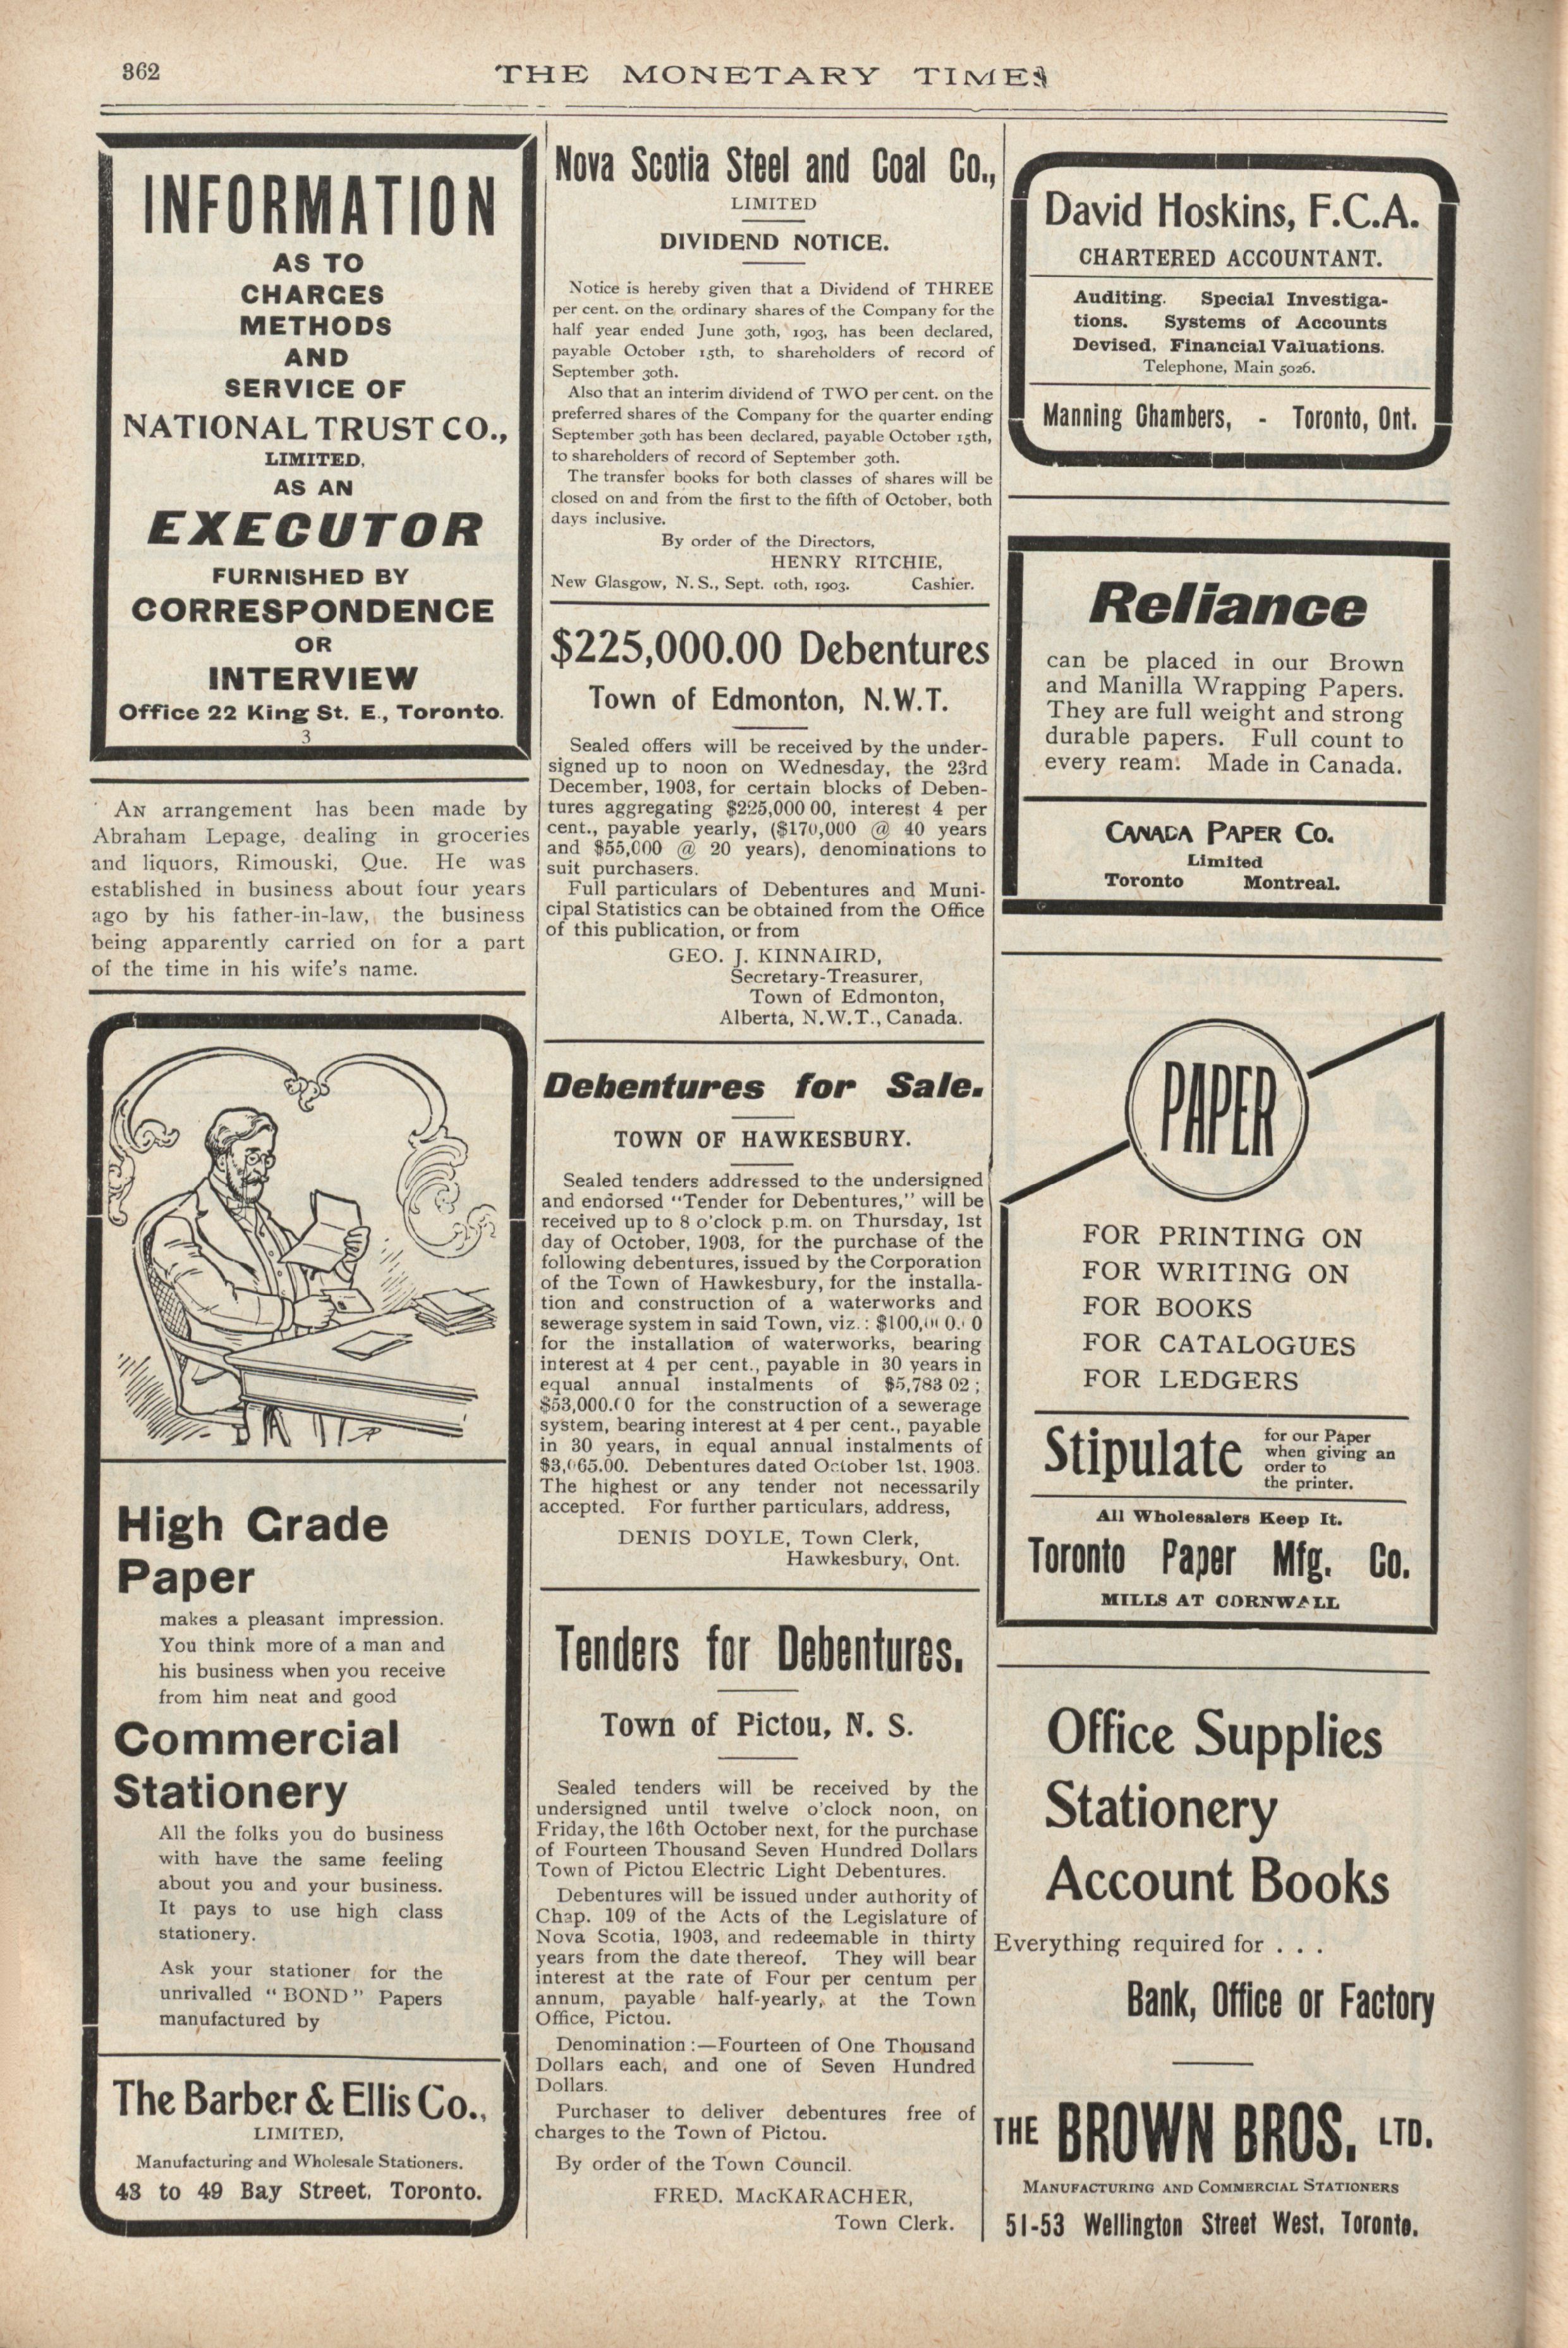 362
THE MONETARY TIMES
INFORMATION
AS TO
CHARGES
METHODS
AND
SERVICE OF
NATIONAL TRUST CO.,
LIMITED,
AS AN
EXECUTOR
FURNISHED BY
CORRESPONDENCE
OR
INTERVIEW
Office 22 King St. E., Toronto.
3
AN arrangement has been made by
Abraham Lepage, dealing in groceries
and liquors, Rimouski, Que. He was
established in business about four years
ago by his father-in-law, the business
being apparently carried on for a part
of the time in his wife's name.
High Grade
Paper
makes a pleasant impression.
You think more of a man and
his business when you receive
from him neat and good
Commercial
Stationery
All the folks you do business
with have the same feeling
about you and your business.
It pays to use high class
stationery.
Ask your stationer for the
unrivalled "BOND" Papers
manufactured by
The Barber & Ellis Co.,
LIMITED,
Manufacturing and Wholesale Stationers.
43 to 49 Bay Street, Toronto.
Nova Scotia Steel and Coal Co.,
LIMITED
DIVIDEND NOTICE.
Notice is hereby given that a Dividend of THREE
per cent. on the ordinary shares of the Company for the
half year ended June 30th, 1903, has been declared,
payable October 15th, to shareholders of record of
September 30th.
Also that an interim dividend of TWO per cent. on the
preferred shares of the Company for the quarter ending
September 30th has been declared, payable October 15th,
to shareholders of record of September 30th.
The transfer books for both classes of shares will be
closed on and from the first to the fifth of October, both
days inclusive.
By order of the Directors,
HENRY RITCHIE,
New Glasgow, N.S., Sept. 10th, 1903. Cashier.
$225,000.00 Debentures
Town of Edmonton, N.W.T.
Sealed offers will be received by the under-
signed up to noon on Wednesday, the 23rd
December, 1903, for certain blocks of Deben-
tures aggregating $225,000 00, interest 4 per
cent., payable yearly, ($170,000 @ 40 years
and $55,000 @ 20 years), denominations to
suit purchasers.
Full particulars of Debentures and Muni-
cipal Statistics can be obtained from the Office
of this publication, or from
GEO. J. KINNAIRD,
Secretary-Treasurer,
Town of Edmonton,
Alberta, N.W.T., Canada.
Debentures for Sale.
TOWN OF HAWKESBURY.
Sealed tenders addressed to the undersigned
and endorsed "Tender for Debentures," will be
received up to 8 o'clock p.m. on Thursday, 1st
day of October, 1903, for the purchase of the
following debentures, issued by the Corporation
of the Town of Hawkesbury, for the installa-
tion and construction of a waterworks and
sewerage system in said Town, viz.: $100,000.00
for the installation of waterworks, bearing
interest at 4 per cent., payable in 30 years in
equal annual instalments of $5,783 02;
$53,000.00 for the construction of a sewerage
system, bearing interest at 4 per cent., payable
in 30 years, in equal annual instalments of
$3,065.00. Debentures dated October 1st, 1903.
The highest or any tender not necessarily
accepted. For further particulars, address,
DENIS DOYLE, Town Clerk,
Hawkesbury, Ont.
Tenders for Debentures.
Town of Pictou, N. S.
Sealed tenders will be received by the
undersigned until twelve o'clock noon, on
Friday, the 16th October next, for the purchase
of Fourteen Thousand Seven Hundred Dollars
Town of Pictou Electric Light Debentures.
Debentures will be issued under authority of
Chap. 109 of the Acts of the Legislature of
Nova Scotia, 1903, and redeemable in thirty
years from the date thereof. They will bear
interest at the rate of Four per centum per
annum, payable half-yearly, at the Town
Office, Pictou.
Denomination:—Fourteen of One Thousand
Dollars each, and one of Seven Hundred
Dollars.
Purchaser to deliver debentures free of
charges to the Town of Pictou.
By order of the Town Council.
FRED. MACKARACHER,
Town Clerk.
David Hoskins, F.C.A.
CHARTERED ACCOUNTANT.
Auditing. Special Investiga-
tions. Systems of Accounts
Devised. Financial Valuations.
Telephone, Main 5026.
Manning Chambers, - Toronto, Ont.
Reliance
can be placed in our Brown
and Manilla Wrapping Papers.
They are full weight and strong
durable papers. Full count to
every ream. Made in Canada.
CANADA PAPER CO.
Limited
Toronto Montreal.
PAPER
FOR PRINTING ON
FOR WRITING ON
FOR BOOKS
FOR CATALOGUES
FOR LEDGERS
Stipulate for our Paper
when giving an
order to
the printer.
All Wholesalers Keep It.
Toronto Paper Mfg. Co.
MILLS AT CORNWALL
Office Supplies
Stationery
Account Books
Everything required for . . .
Bank, Office or Factory
THE BROWN BROS. LTD.
MANUFACTURING AND COMMERCIAL STATIONERS
51-53 Wellington Street West, Toronto.